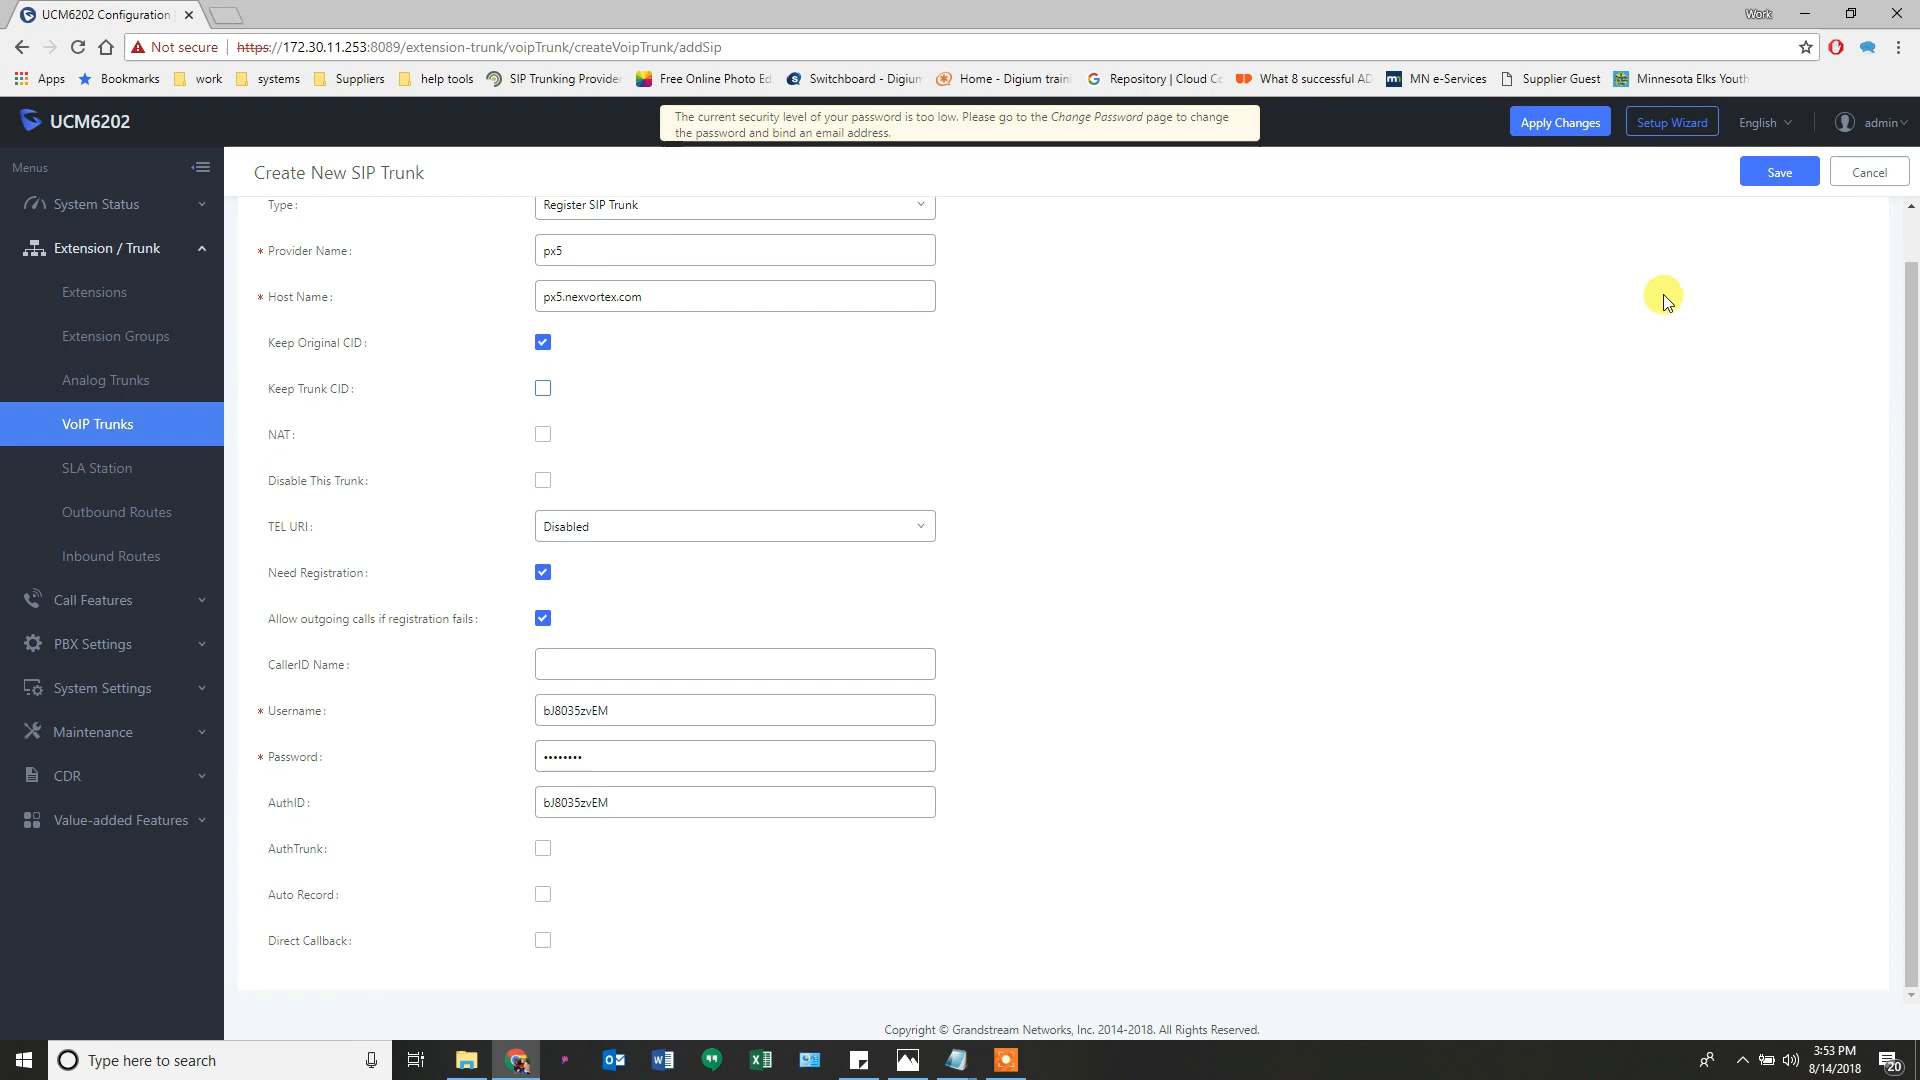 UCM6202 Configuration
Work
Not secure https://172.30.11.253:8089/extension-trunk/voipTrunk/createVoipTrunk/addSip
Apps Bookmarks work systems Suppliers help tools SIP Trunking Provider Free Online Photo Ed Switchboard - Digium Home - Digium traini Repository | Cloud Co What 8 successful AD MN e-Services Supplier Guest Minnesota Elks Youth
UCM6202
The current security level of your password is too low. Please go to the Change Password page to change
the password and bind an email address.
Apply Changes Setup Wizard English admin
Menus
Create New SIP Trunk
Save Cancel
System Status
Extension / Trunk
Extensions
Extension Groups
Analog Trunks
VoIP Trunks
SLA Station
Outbound Routes
Inbound Routes
Call Features
PBX Settings
System Settings
Maintenance
CDR
Value-added Features
Type: Register SIP Trunk
* Provider Name: px5
* Host Name: px5.nexvortex.com
Keep Original CID:
Keep Trunk CID:
NAT:
Disable This Trunk:
TEL URI: Disabled
Need Registration:
Allow outgoing calls if registration fails:
CallerID Name:
* Username: bJ8035zvEM
* Password: ••••••••
AuthID: bJ8035zvEM
AuthTrunk:
Auto Record:
Direct Callback:
Copyright © Grandstream Networks, Inc. 2014-2018. All Rights Reserved.
Type here to search
3:53 PM
8/14/2018
20